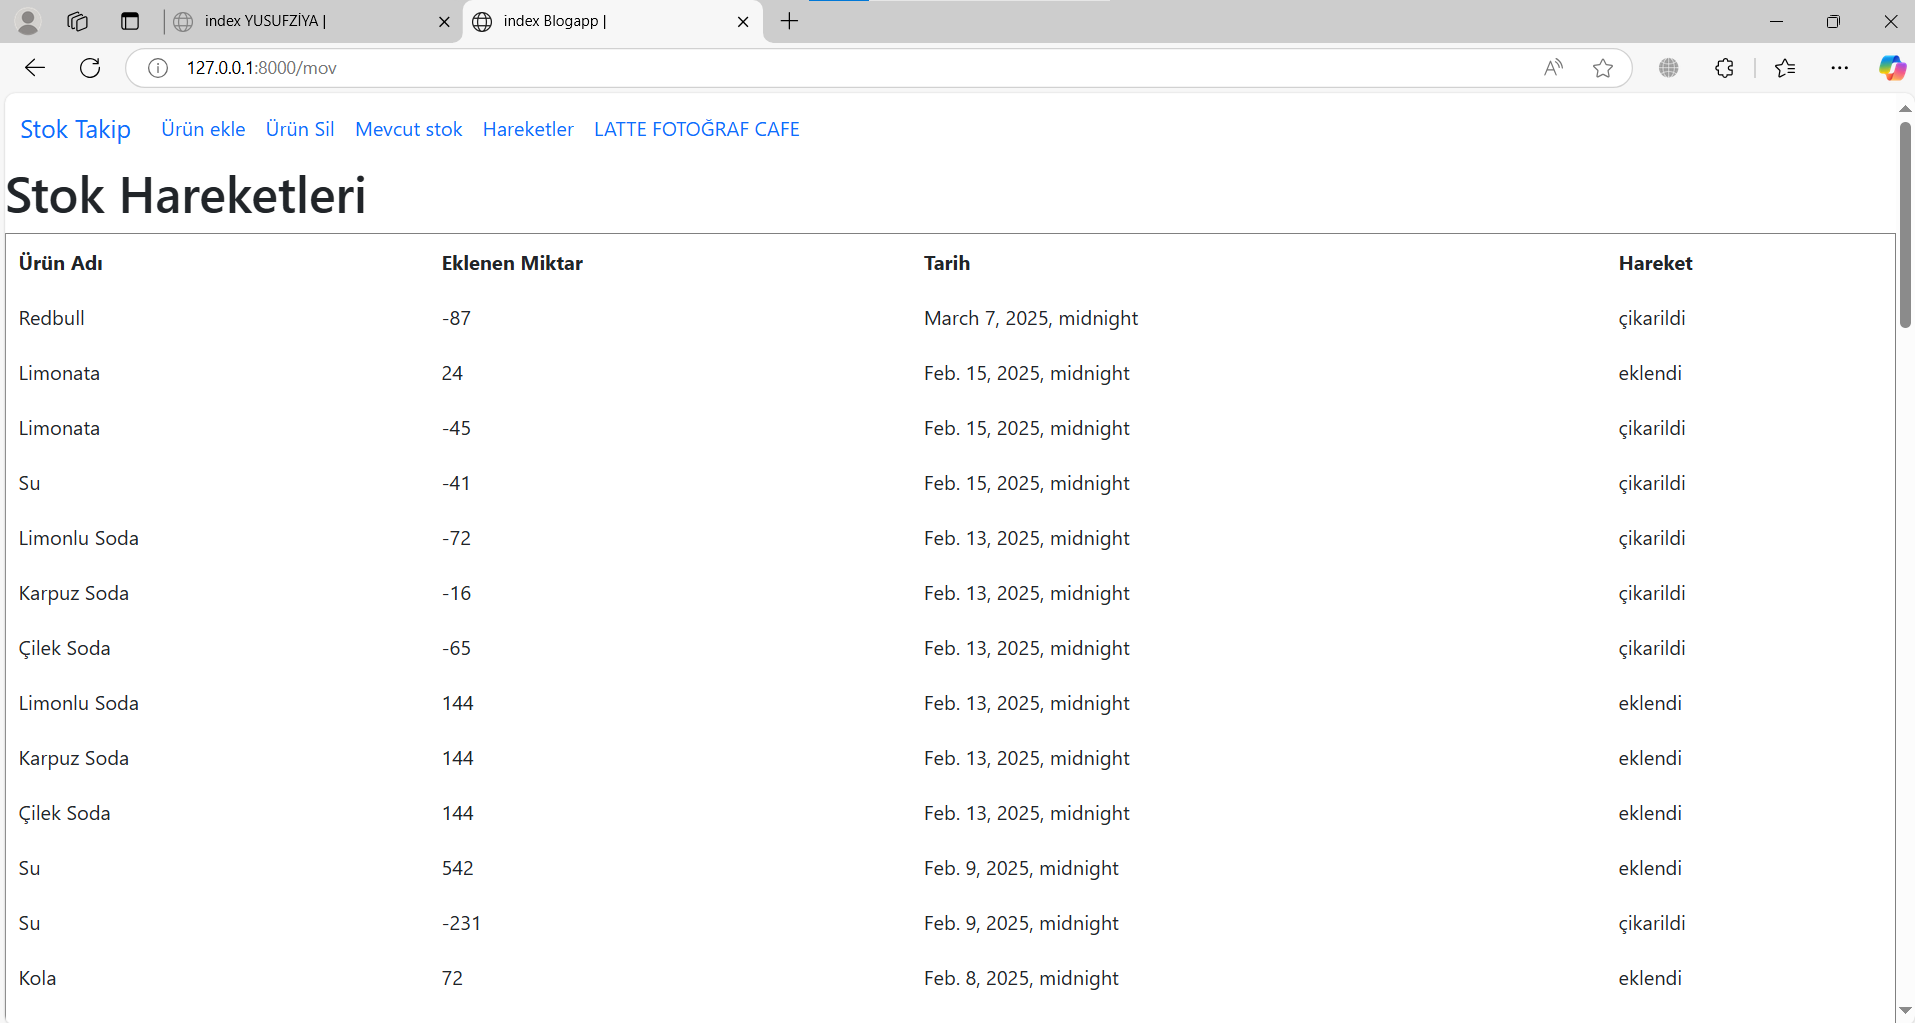 index YUSUFZİYA |
index Blogapp |
127.0.0.1:8000/mov
Stok Takip Ürün ekle Ürün Sil Mevcut stok Hareketler LATTE FOTOĞRAF CAFE
Stok Hareketleri
Ürün Adı Eklenen Miktar Tarih Hareket
Redbull -87 March 7, 2025, midnight çikarildi
Limonata 24 Feb. 15, 2025, midnight eklendi
Limonata -45 Feb. 15, 2025, midnight çikarildi
Su -41 Feb. 15, 2025, midnight çikarildi
Limonlu Soda -72 Feb. 13, 2025, midnight çikarildi
Karpuz Soda -16 Feb. 13, 2025, midnight çikarildi
Çilek Soda -65 Feb. 13, 2025, midnight çikarildi
Limonlu Soda 144 Feb. 13, 2025, midnight eklendi
Karpuz Soda 144 Feb. 13, 2025, midnight eklendi
Çilek Soda 144 Feb. 13, 2025, midnight eklendi
Su 542 Feb. 9, 2025, midnight eklendi
Su -231 Feb. 9, 2025, midnight çikarildi
Kola 72 Feb. 8, 2025, midnight eklendi